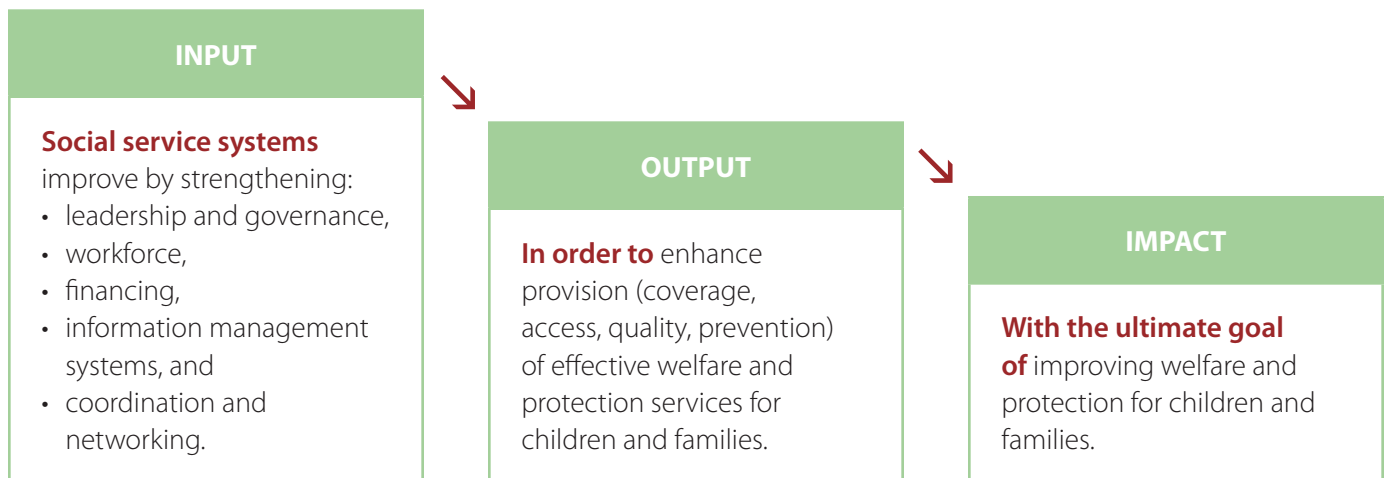 INPUT
Social service systems
improve by strengthening:
• leadership and governance,
• workforce,
• financing,
• information management
systems, and
• coordination and
networking.
OUTPUT
In order to enhance
provision (coverage,
access, quality, prevention)
of effective welfare and
protection services for
children and families.
IMPACT
With the ultimate goal
of improving welfare and
protection for children and
families.